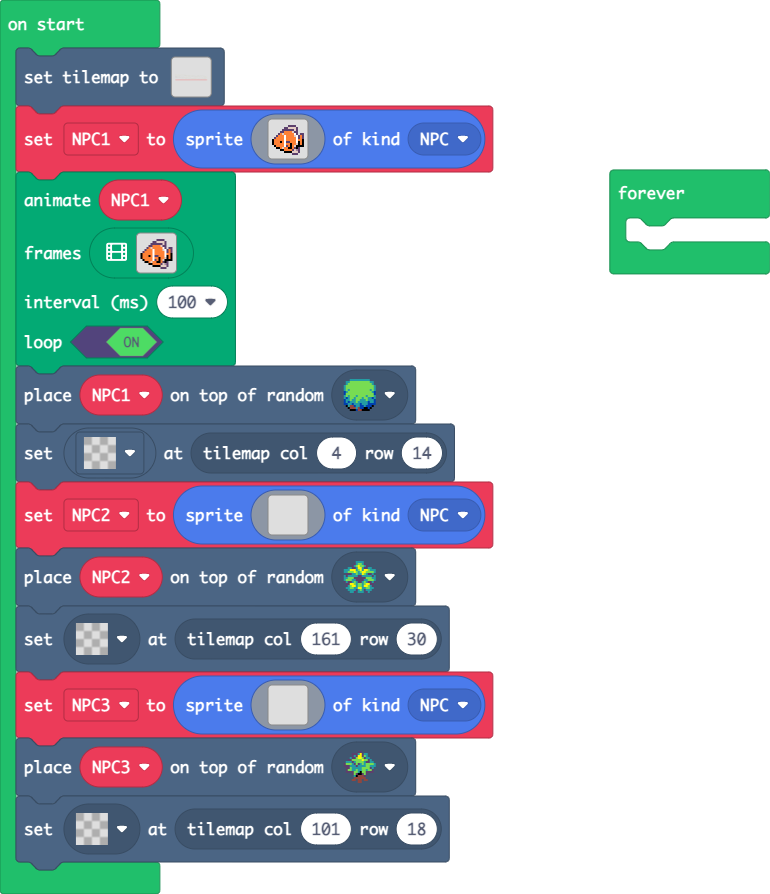 on start
set tilemap to
set NPC1 to sprite of kind NPC
forever
animate NPC1
frames
interval (ms) 100
loop ON
place NPC1 on top of random
set at tilemap col 4 row 14
set NPC2 to sprite of kind NPC
place NPC2 on top of random
set at tilemap col 161 row 30
set NPC3 to sprite of kind NPC
place NPC3 on top of random
set at tilemap col 101 row 18